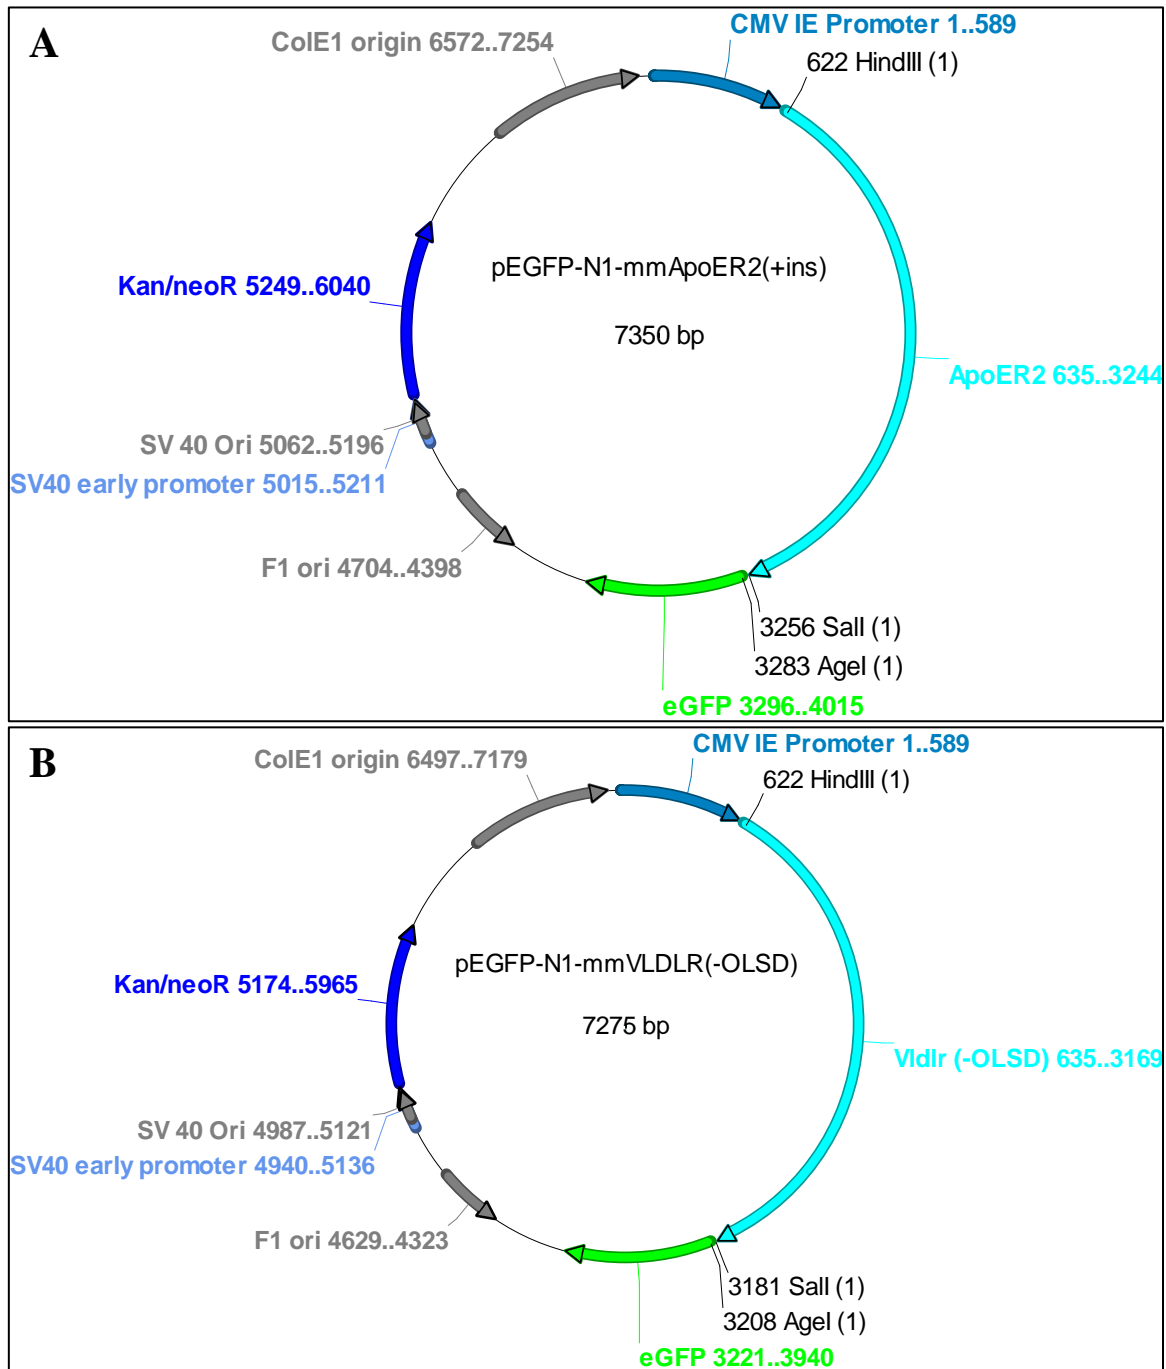 A
CMV IE Promoter 1..589
ColE1 origin 6572..7254
622 HindIII (1)
pEGFP-N1-mmApoER2(+ins)
Kan/neoR 5249..6040
7350 bp
ApoER2 635..3244
SV 40 Ori 5062..5196
SV40 early promoter 5015..5211
F1 ori 4704..4398
3256 SalI (1)
3283 AgeI (1)
eGFP 3296..4015
B
CMV IE Promoter 1..589
ColE1 origin 6497..7179
622 HindIII (1)
pEGFP-N1-mmVLDLR(-OLSD)
Kan/neoR 5174..5965
7275 bp
Vldlr (-OLSD) 635..3169
SV 40 Ori 4987..5121
SV40 early promoter 4940..5136
F1 ori 4629..4323
3181 SalI (1)
3208 AgeI (1)
eGFP 3221..3940